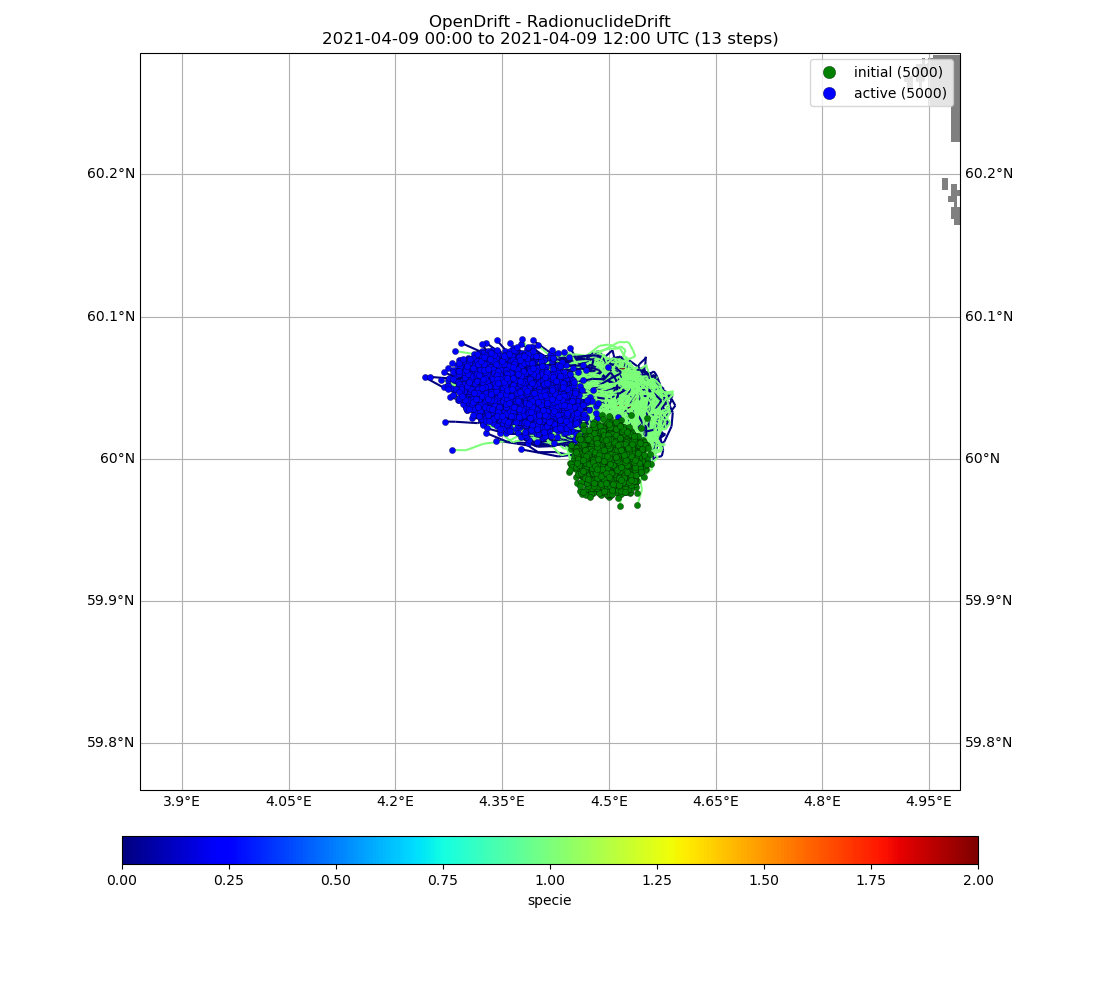 OpenDrift - RadionuclideDrift
2021-04-09 00:00 to 2021-04-09 12:00 UTC (13 steps)
initial (5000)
active (5000)
60.2°N 60.2°N
60.1°N 60.1°N
60°N 60°N
59.9°N 59.9°N
59.8°N 59.8°N
3.9°E 4.05°E 4.2°E 4.35°E 4.5°E 4.65°E 4.8°E 4.95°E
0.00 0.25 0.50 0.75 1.00 1.25 1.50 1.75 2.00
specie